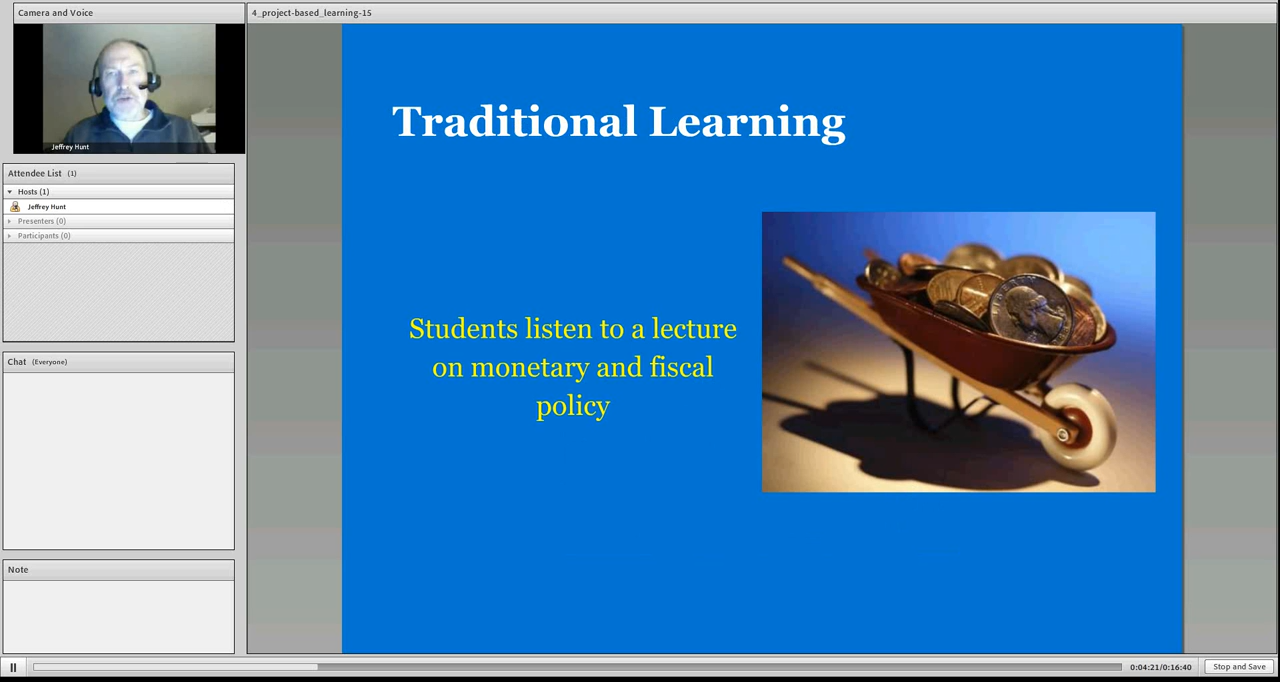 Camera and Voice
Jeffrey Hunt
Attendee List (1)
Hosts (1)
Jeffrey Hunt
Presenters (0)
Participants (0)
Chat (Everyone)
Note
4_project-based_learning-1S
Traditional Learning
Students listen to a lecture
on monetary and fiscal
policy
LIBERTY
0:04:21/0:16:40
Stop and Save